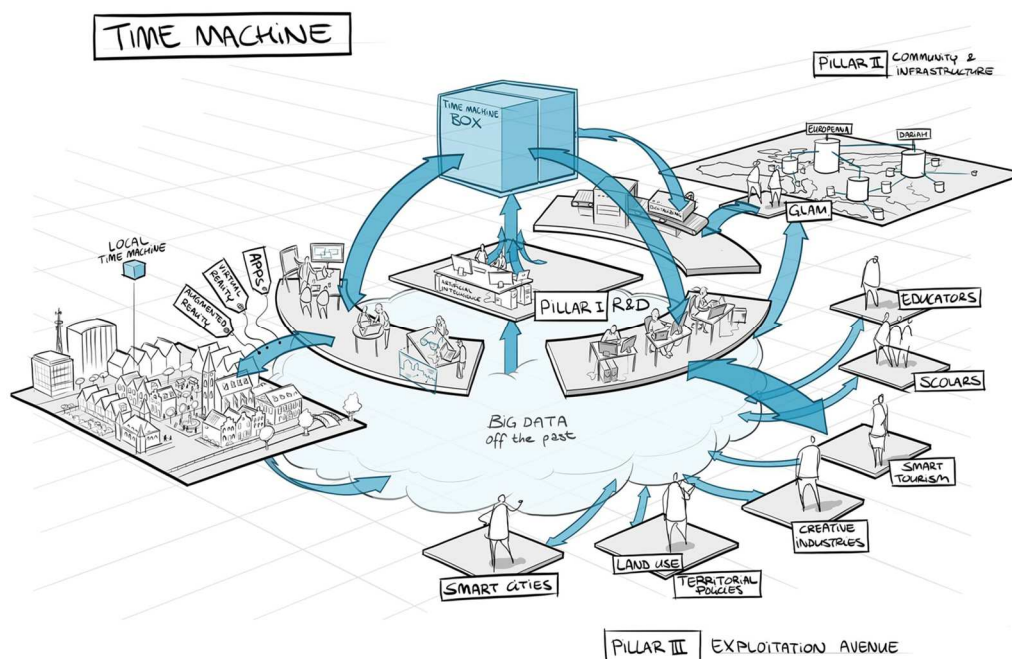 TIME MACHINE
PILLAR II COMMUNITY &
INFRASTRUCTURE
TIME MACHINE
BOX
EUROPEANA
DARIAH
GLAM
LOCAL
TIME MACHINE
APPS
VIRTUAL
REALITY
AUGMENTED
REALITY
ARTIFICIAL
INTELLIGENCE
PILLAR I R&D
EDUCATORS
SCOLARS
BIG DATA
off the past
SMART
TOURISM
CREATIVE
INDUSTRIES
LAND USE
TERRITORIAL
POLICIES
SMART CITIES
PILLAR III EXPLOITATION AVENUE